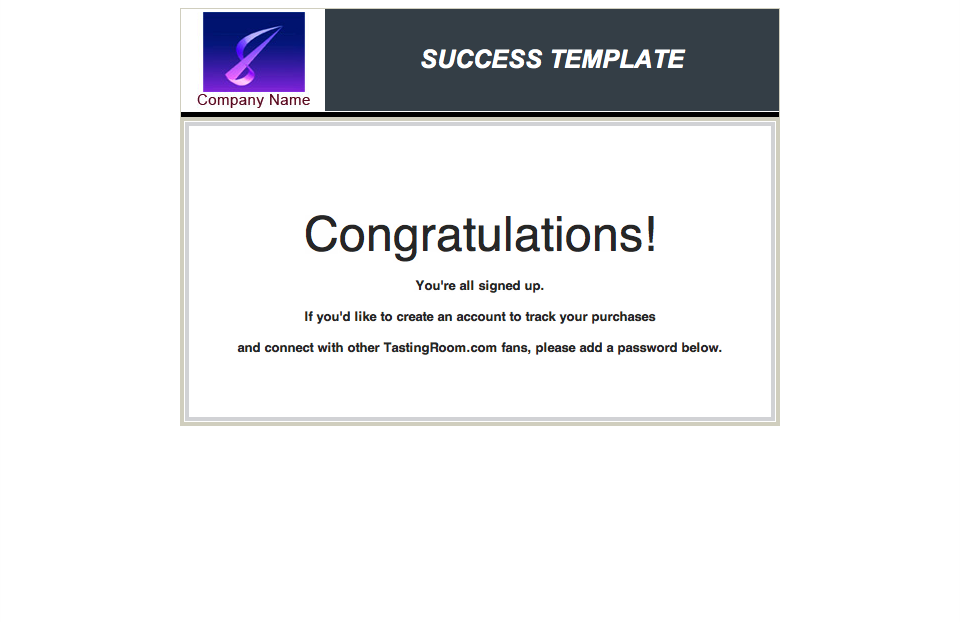 Company Name
SUCCESS TEMPLATE
Congratulations!
You're all signed up.
If you'd like to create an account to track your purchases
and connect with other TastingRoom.com fans, please add a password below.